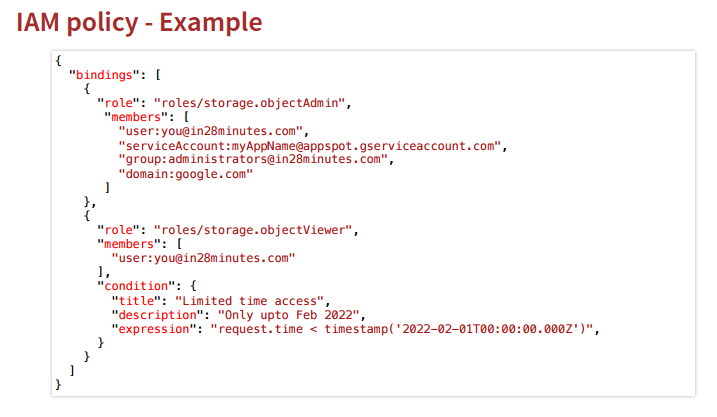 IAM policy - Example
{
  "bindings": [
    {
      "role": "roles/storage.objectAdmin",
       "members": [
        "user:you@in28minutes.com",
        "serviceAccount:myAppName@appspot.gserviceaccount.com",
        "group:administrators@in28minutes.com",
        "domain:google.com"
       ]
    },
    {
      "role": "roles/storage.objectViewer",
      "members": [
        "user:you@in28minutes.com"
      ],
      "condition": {
        "title": "Limited time access",
        "description": "Only upto Feb 2022",
        "expression": "request.time < timestamp('2022-02-01T00:00:00.000Z')",
      }
    }
  ]
}